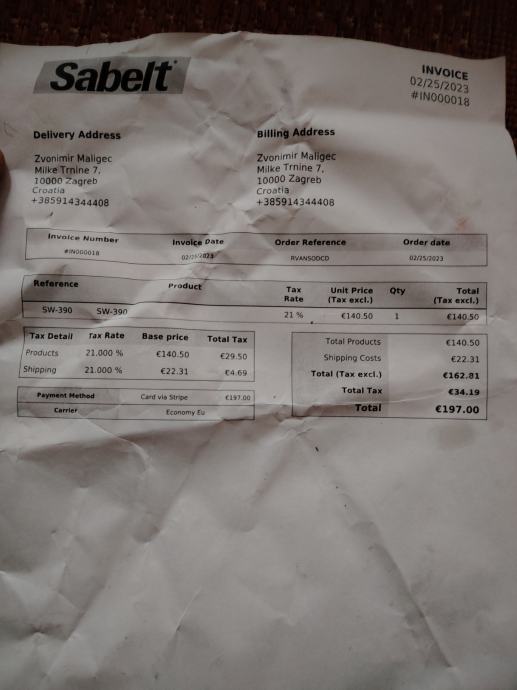 Sabelt
INVOICE
02/25/2023
#IN000018
Delivery Address
Zvonimir Maligec
Milke Trnine 7,
10000 Zagreb
Croatia
+385914344408
Billing Address
Zvonimir Maligec
Milke Trnine 7,
10000 Zagreb
Croatia
+385914344408
Invoice Number Invoice Date Order Reference Order date
#IN000018 02/25/2023 RVANSODCD 02/25/2023
Reference Product Tax Rate Unit Price (Tax excl.) Qty Total (Tax excl.)
SW-390 SW-390 21 % €140.50 1 €140.50
Tax Detail Tax Rate Base price Total Tax
Products 21.000 % €140.50 €29.50
Shipping 21.000 % €22.31 €4.69
Payment Method Card via Stripe €197.00
Carrier Economy Eu
Total Products €140.50
Shipping Costs €22.31
Total (Tax excl.) €162.81
Total Tax €34.19
Total €197.00